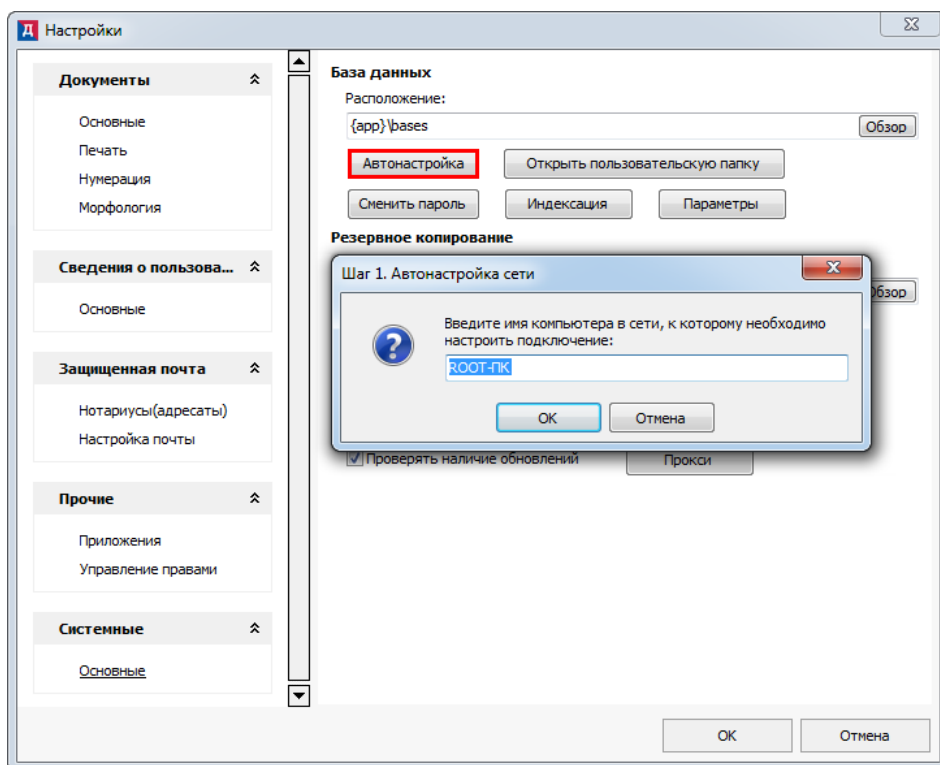 Д Настройки
Документы
Основные
Печать
Нумерация
Морфология
Сведения о пользова...
Основные
Защищенная почта
Нотариусы(адресаты)
Настройка почты
Прочие
Приложения
Управление правами
Системные
Основные
База данных
Расположение:
{app}\bases Обзор
Автонастройка Открыть пользовательскую папку
Сменить пароль Индексация Параметры
Резервное копирование
Обзор
Шаг 1. Автонастройка сети
Введите имя компьютера в сети, к которому необходимо
настроить подключение:
ROOT-ПК
OK Отмена
Проверять наличие обновлений Прокси
OK Отмена